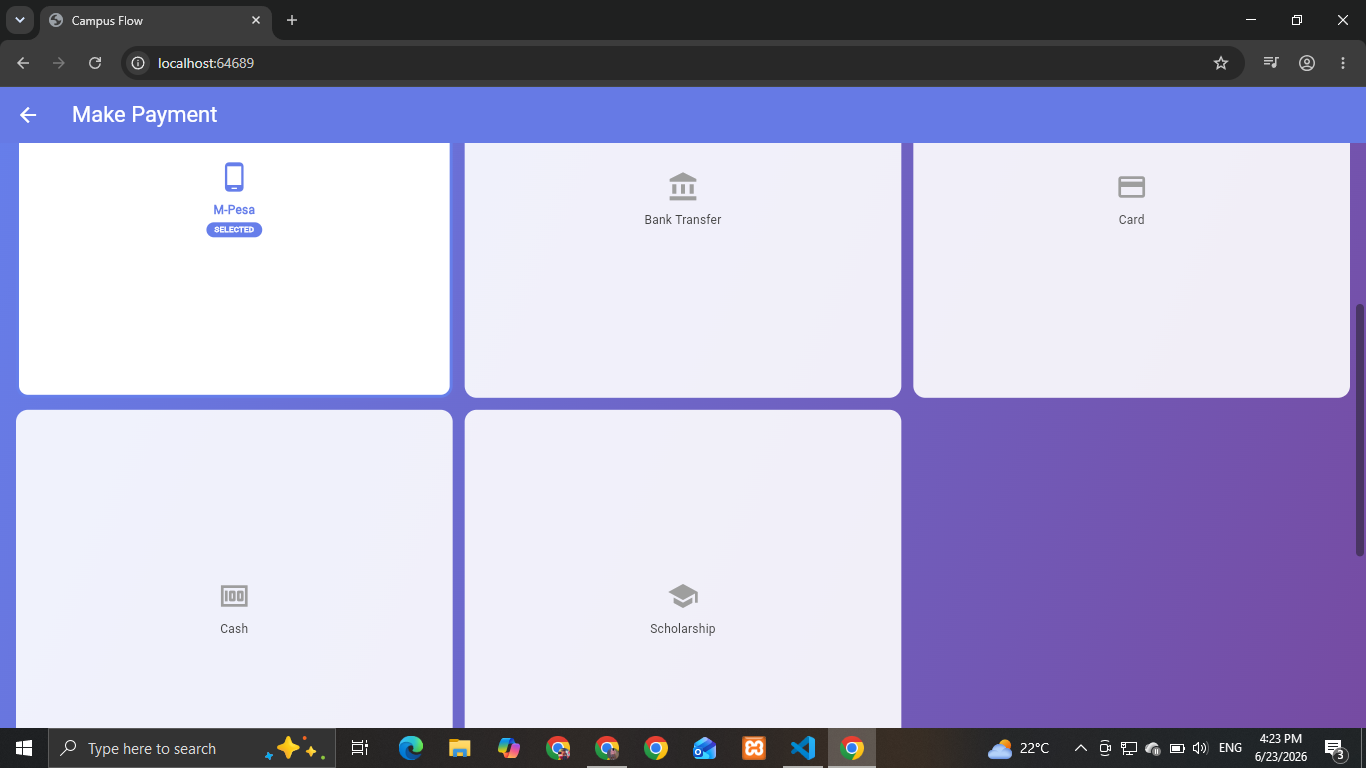 Campus Flow
localhost:64689
Make Payment
M-Pesa
SELECTED
Bank Transfer
Card
100
Cash
Scholarship
Type here to search
22°C
ENG
4:23 PM
6/23/2026
3